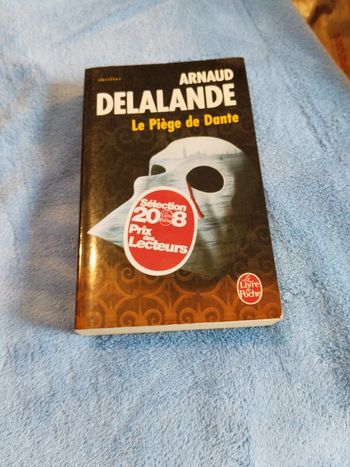 thriller
ARNAUD
DELALANDE
Le Piège de Dante
Sélection
2008
Prix
des
Lecteurs
Le
Livre
de
Poche